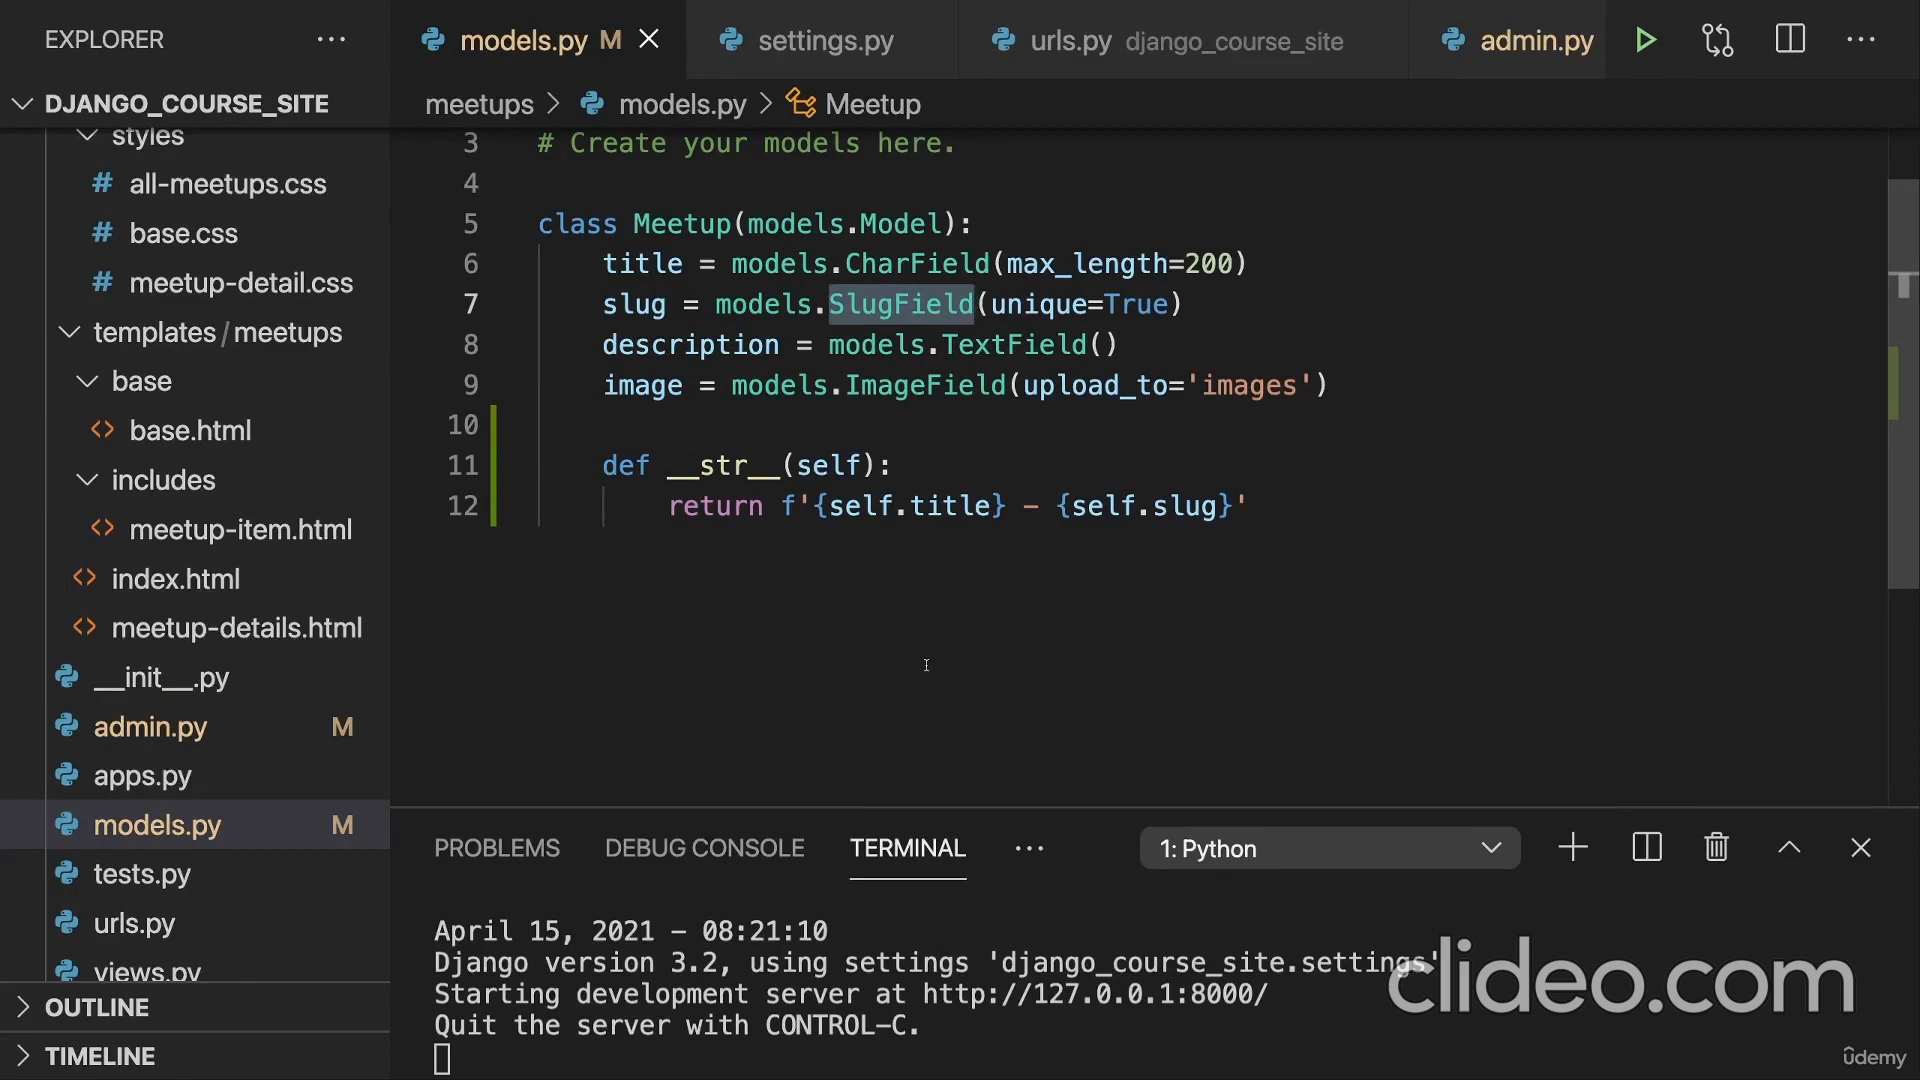 EXPLORER
DJANGO_COURSE_SITE
styles
all-meetups.css
base.css
meetup-detail.css
templates/meetups
base
base.html
includes
meetup-item.html
index.html
meetup-details.html
__init__.py
admin.py M
apps.py
models.py M
tests.py
urls.py
views.py
OUTLINE
TIMELINE
models.py M
settings.py
urls.py django_course_site
admin.py
meetups > models.py > Meetup
3 # Create your models here.
4
5 class Meetup(models.Model):
6 title = models.CharField(max_length=200)
7 slug = models.SlugField(unique=True)
8 description = models.TextField()
9 image = models.ImageField(upload_to='images')
10
11 def __str__(self):
12 return f'{self.title} - {self.slug}'
PROBLEMS DEBUG CONSOLE TERMINAL 1: Python
April 15, 2021 - 08:21:10
Django version 3.2, using settings 'django_course_site.settings'
Starting development server at http://127.0.0.1:8000/
Quit the server with CONTROL-C.
clideo.com
ûdemy